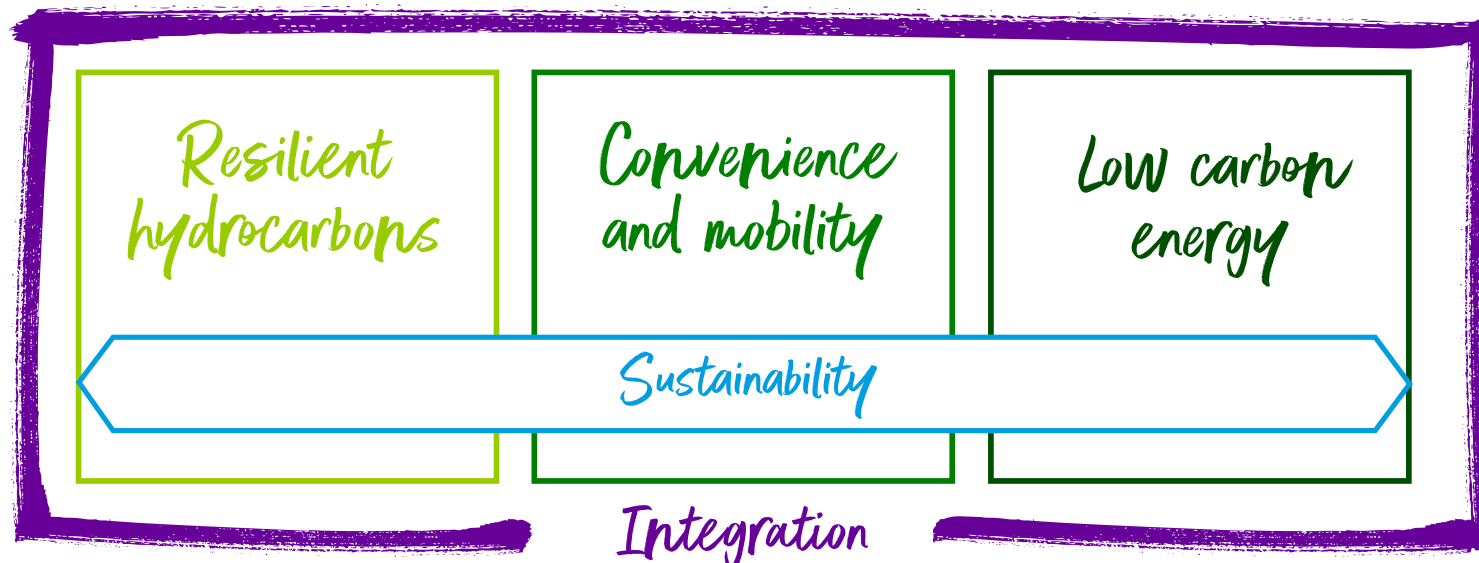 Resilient
hydrocarbons
Convenience
and mobility
Low carbon
energy
Sustainability
Integration